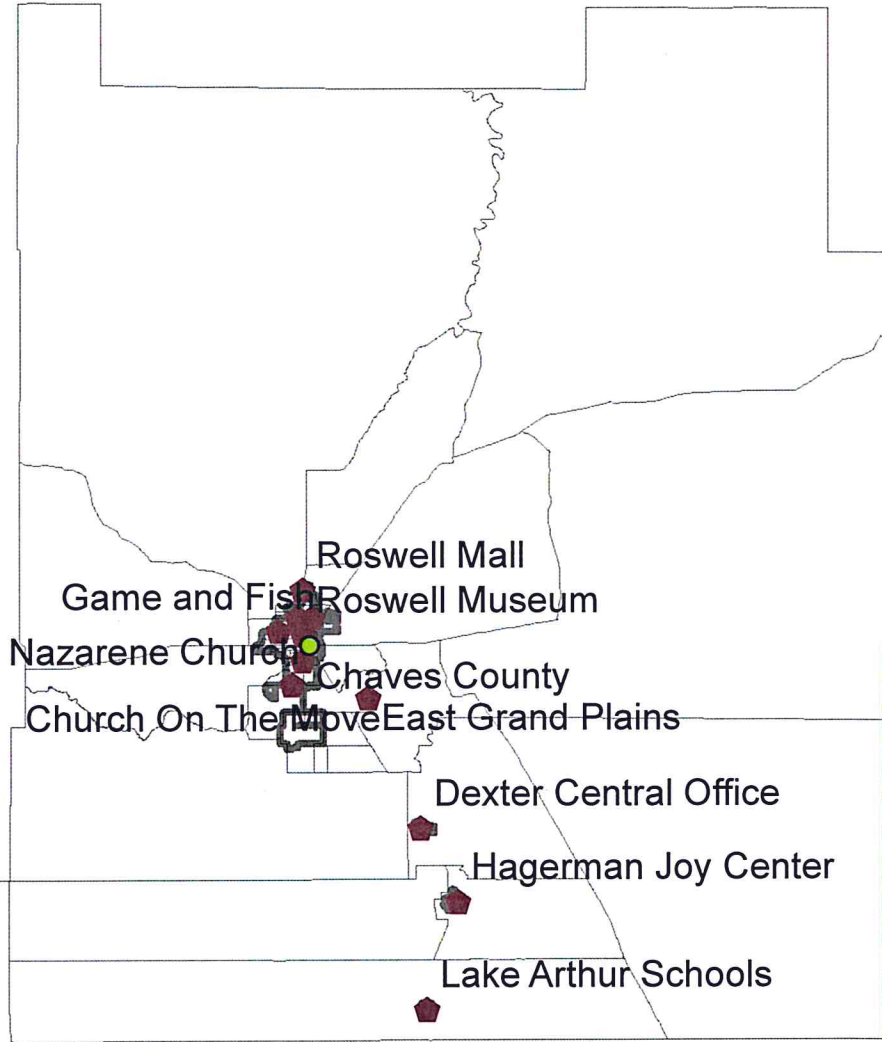 Roswell Mall
Game and Fish
Roswell Museum
Nazarene Church
Chaves County
Church On The Move
East Grand Plains
Dexter Central Office
Hagerman Joy Center
Lake Arthur Schools